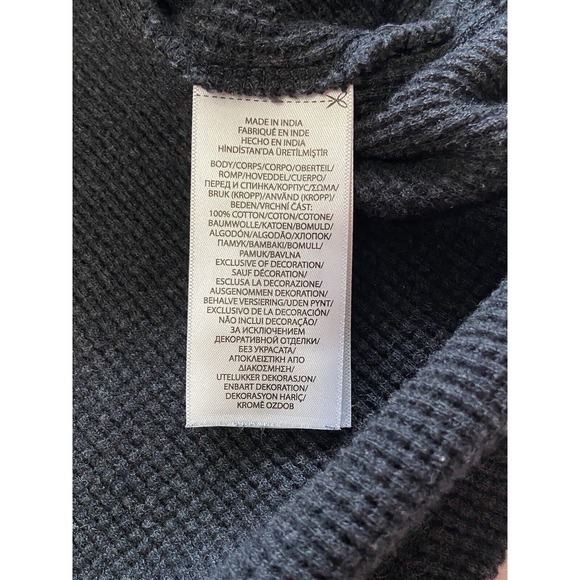 MADE IN INDIA
FABRIQUÉ EN INDE
HECHO EN INDIA
HİNDİSTAN'DA ÜRETİLMİŞTİR
BODY/CORPS/CORPO/OBERTEIL/
ROMP/HOVEDDEL/CUERPO/
ПЕРЕД И СПИНКА/КОРПУС/ΣΩΜΑ/
BRUK (KROPP)/ANVÄND (KROPP)/
BEDEN/VRCHNÍ ČÁST:
100% COTTON/COTON/COTONE/
BAUMWOLLE/KATOEN/BOMULD/
ALGODÓN/ALGODÃO/ХЛОПОК/
ПАМУК/ΒΑΜΒΑΚΙ/BOMULL/
PAMUK/BAVLNA
EXCLUSIVE OF DECORATION/
SAUF DÉCORATION/
ESCLUSA LA DECORAZIONE/
AUSGENOMMEN DEKORATION/
BEHALVE VERSIERING/UDEN PYNT/
EXCLUSIVO DE LA DECORACIÓN/
NÃO INCLUI DECORAÇÃO/
ЗА ИСКЛЮЧЕНИЕМ
ДЕКОРАТИВНОЙ ОТДЕЛКИ/
БЕЗ УКРАСАТА/
ΑΠΟΚΛΕΙΣΤΙΚΗ ΑΠΟ
ΔΙΑΚΟΣΜΗΣΗ/
UTELUKKER DEKORASJON/
ENBART DEKORATION/
DEKORASYON HARİÇ/
KROMĚ OZDOB